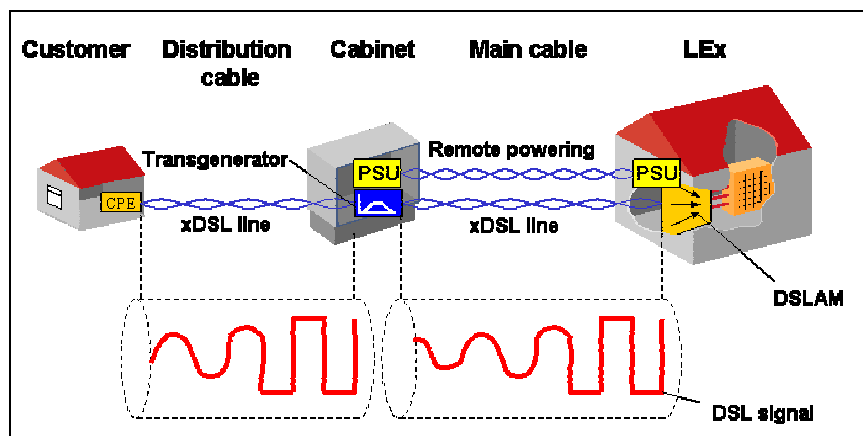 Customer
Distribution
cable
Cabinet
Main cable
LEx
Transgenerator
Remote powering
PSU
PSU
CPE
xDSL line
xDSL line
DSLAM
DSL signal